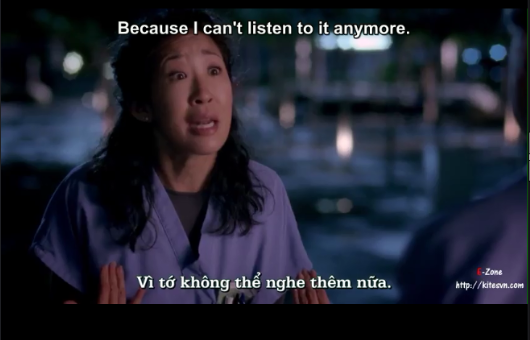 Because I can't listen to it anymore.
Vì tớ không thể nghe thêm nữa.
K-Zone
http://kitesvn.com